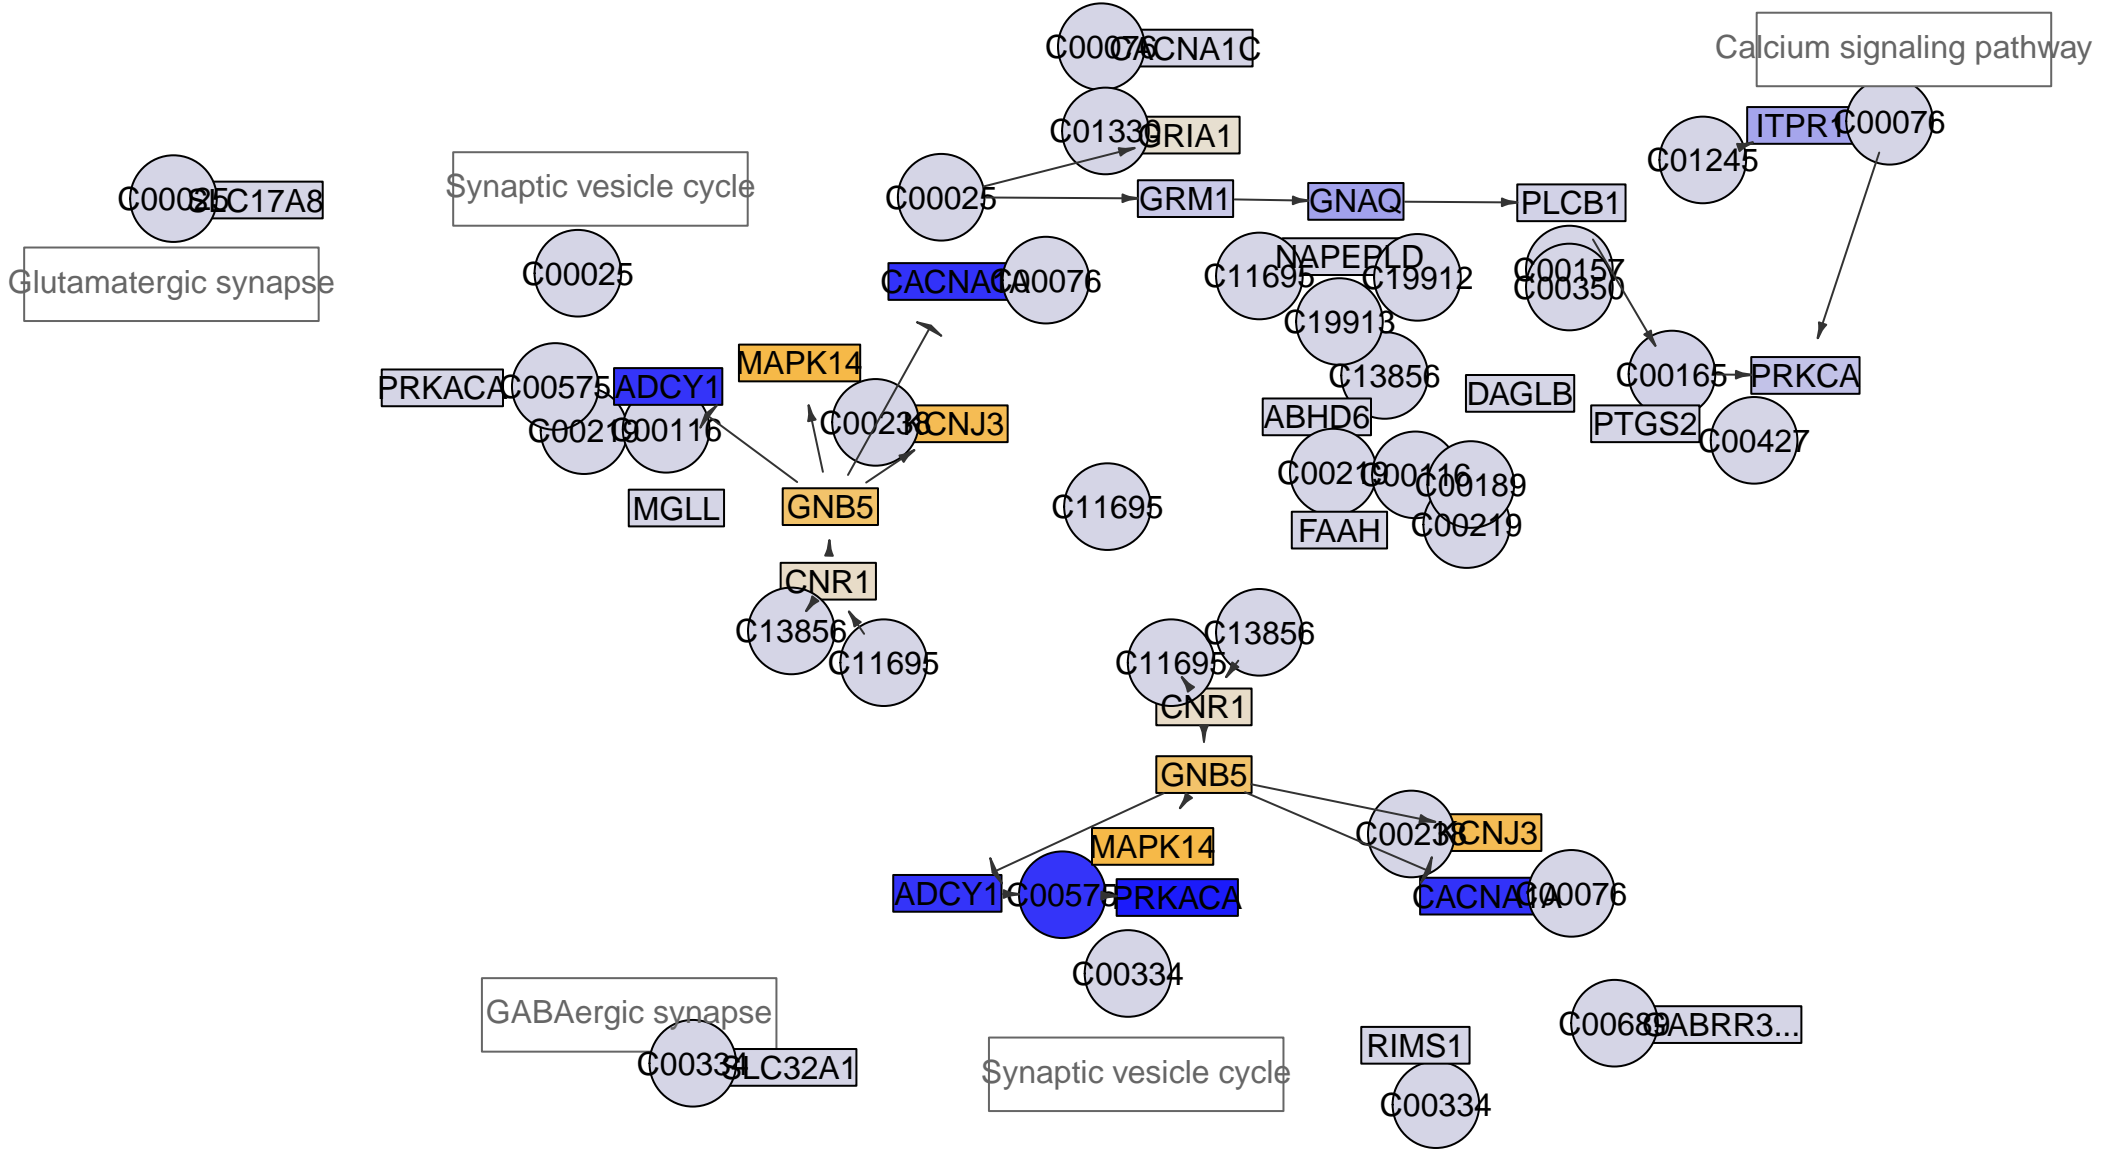 C00076
CACNA1C
Calcium signaling pathway
C01330
GRIA1
ITPR1
C00076
C01245
C00025
SLC17A8
Synaptic vesicle cycle
C00025
GRM1
GNAQ
PLCB1
Glutamatergic synapse
C00025
CACNA1A
C00076
C11695
NAPEPLD
C19912
C00157
C00350
C19913
MAPK14
PRKACA
C00575
ADCY1
C13856
DAGLB
C00165
PRKCA
C00219
C00116
C00238
KCNJ3
ABHD6
PTGS2
C00427
C00219
C00116
C00189
MGLL
GNB5
C11695
FAAH
C00219
CNR1
C13856
C11695
C11695
C13856
CNR1
GNB5
MAPK14
C00238
KCNJ3
ADCY1
C00575
PRKACA
CACNA1A
C00076
C00334
GABAergic synapse
C00334
SLC32A1
Synaptic vesicle cycle
RIMS1
C00334
C00689
GABRR3...